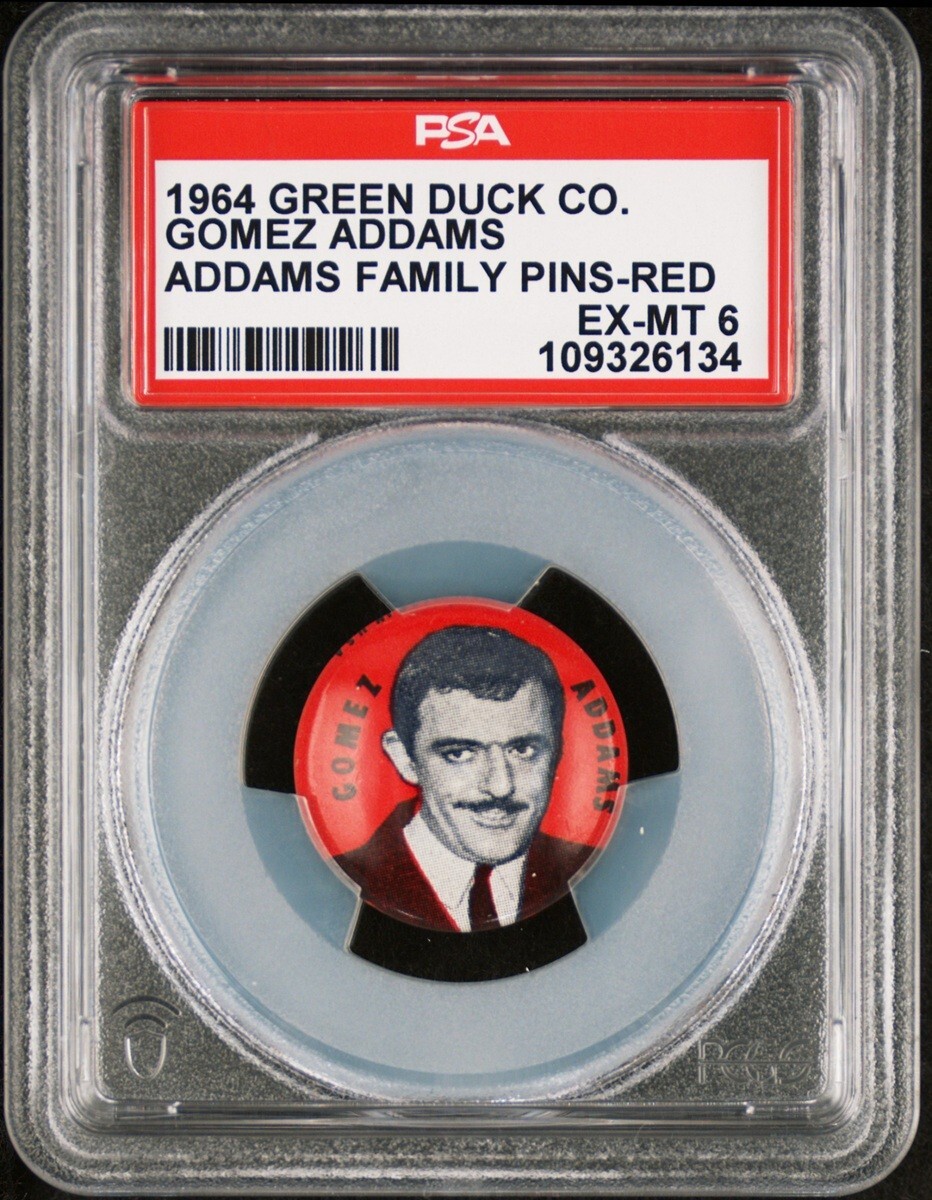 PSA
1964 GREEN DUCK CO.
GOMEZ ADDAMS
ADDAMS FAMILY PINS-RED
EX-MT 6
109326134
GOMEZ
ADDAMS